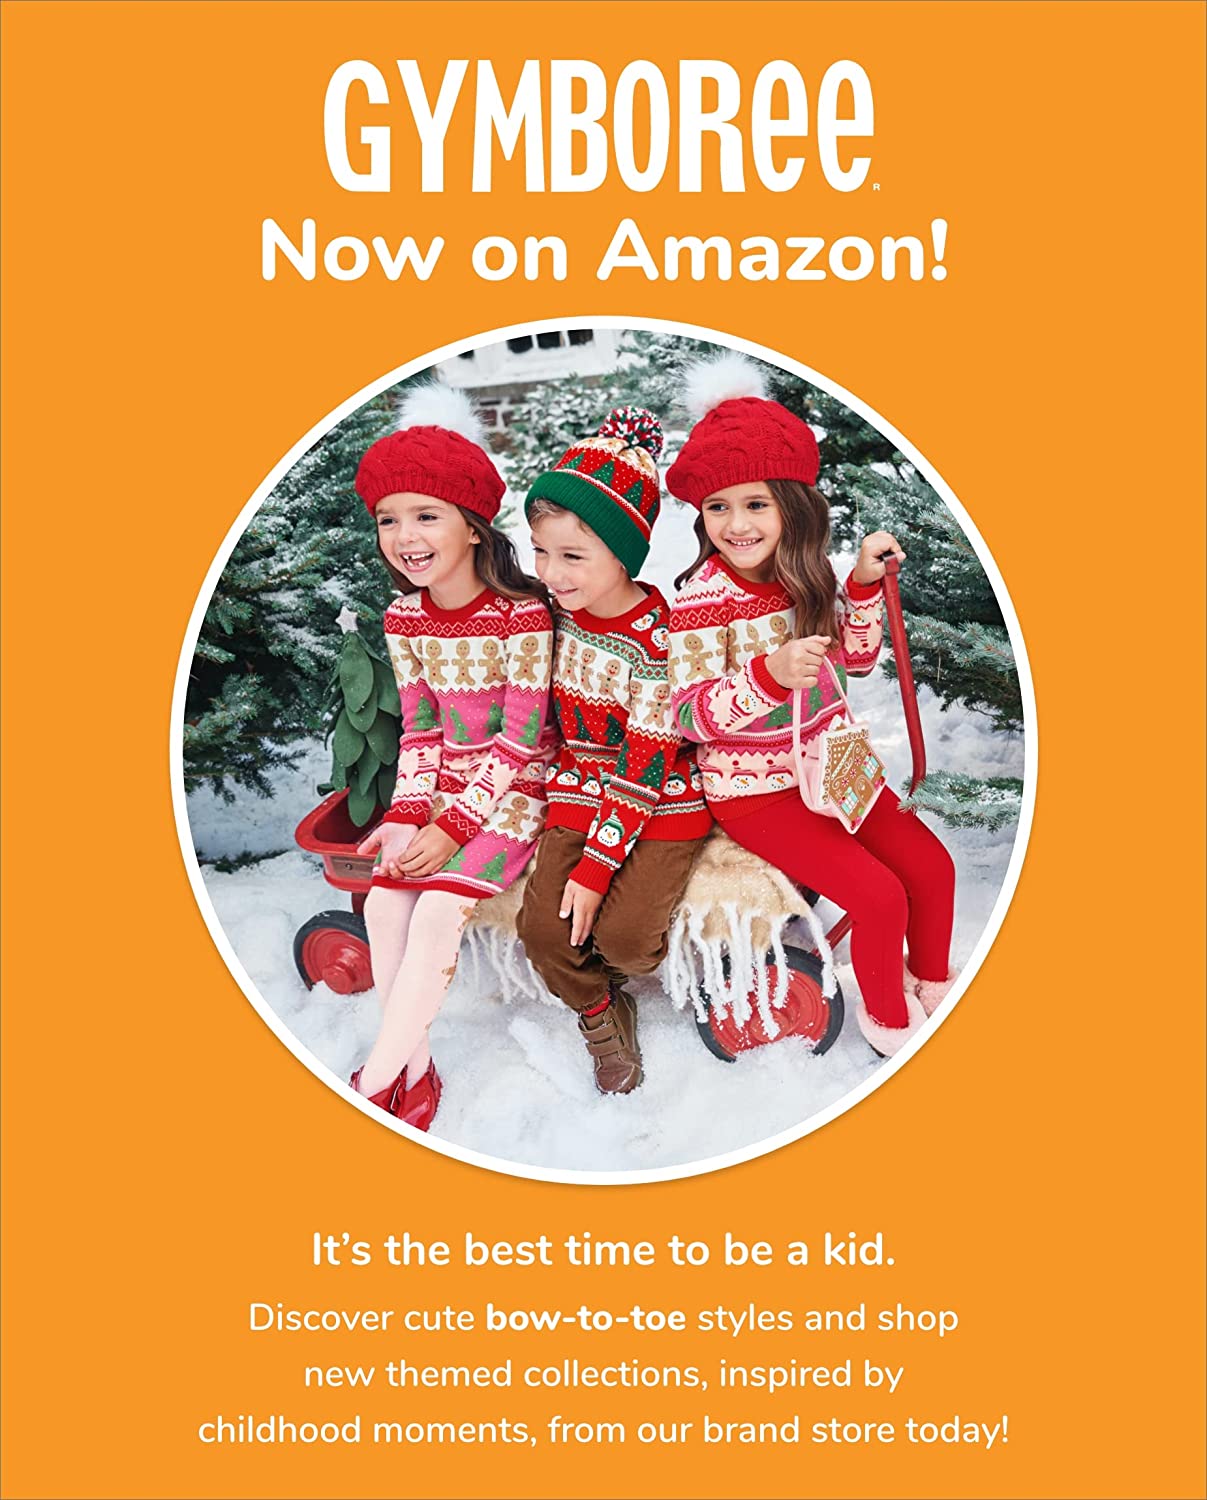 GYMBOREE
R
Now on Amazon!
It's the best time to be a kid.
Discover cute bow-to-toe styles and shop
new themed collections, inspired by
childhood moments, from our brand store today!